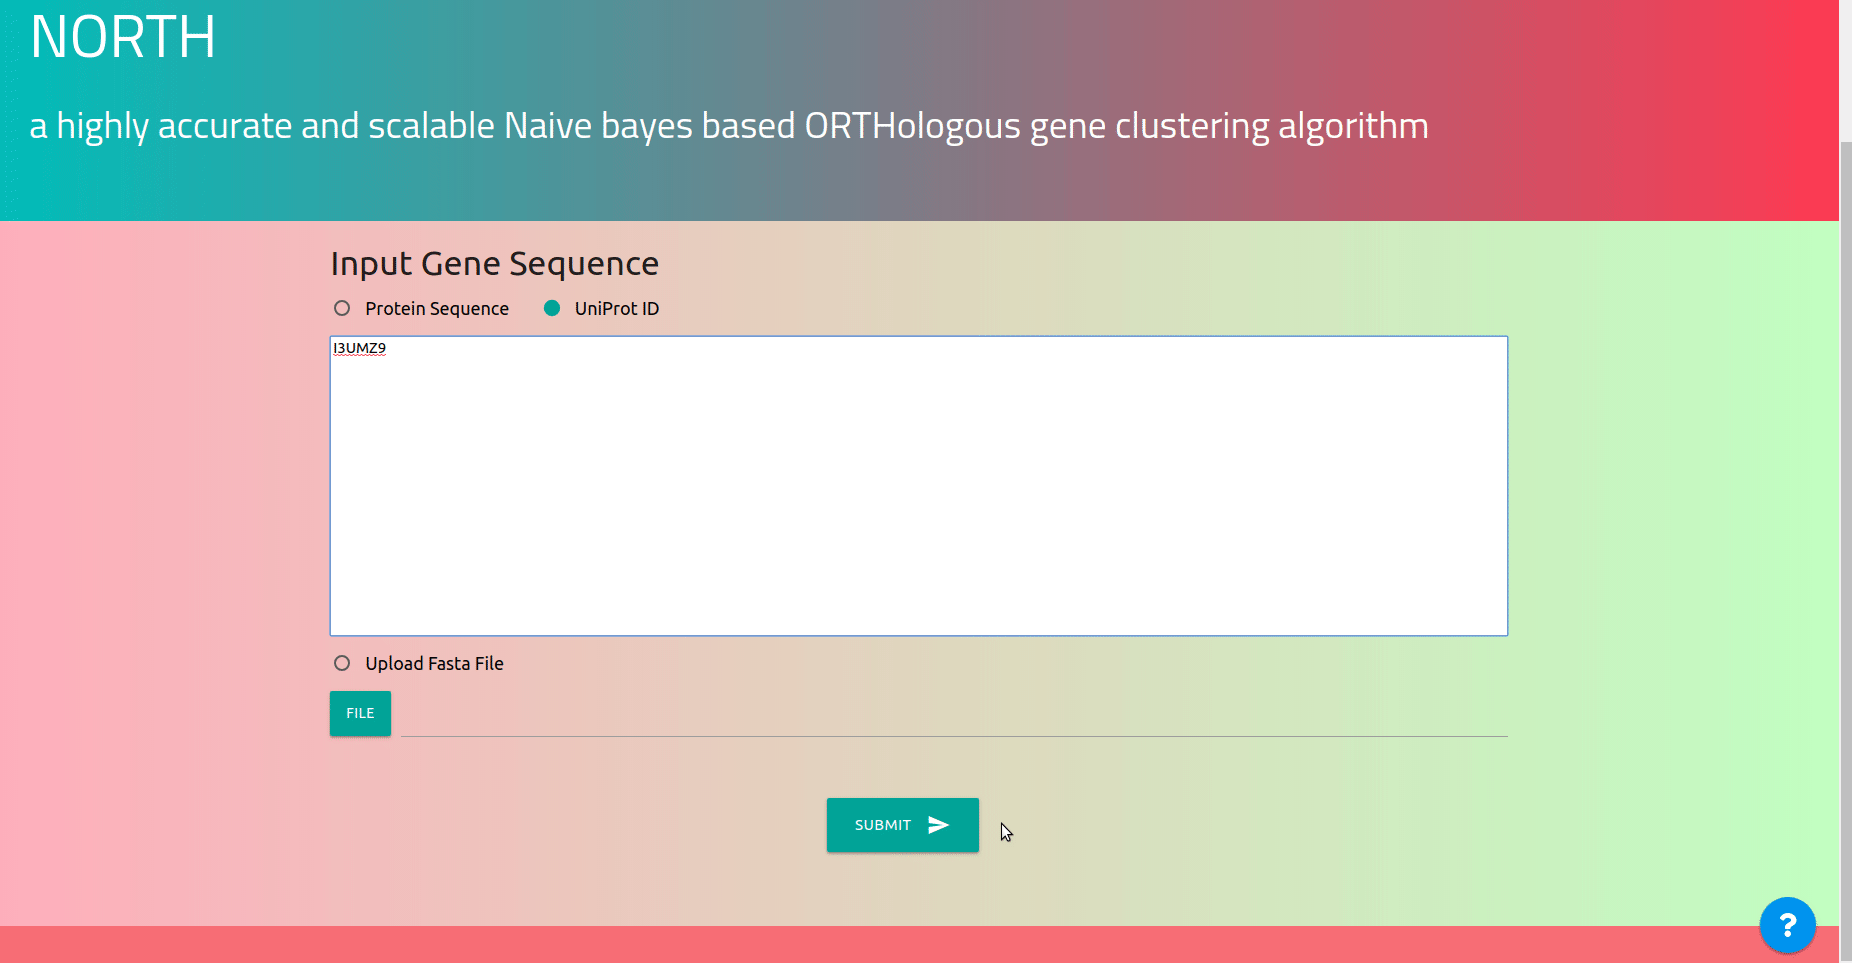 NORTH
a highly accurate and scalable Naive bayes based ORTHologous gene clustering algorithm
Input Gene Sequence
Protein Sequence UniProt ID
I3UMZ9
Upload Fasta File
FILE
SUBMIT
?